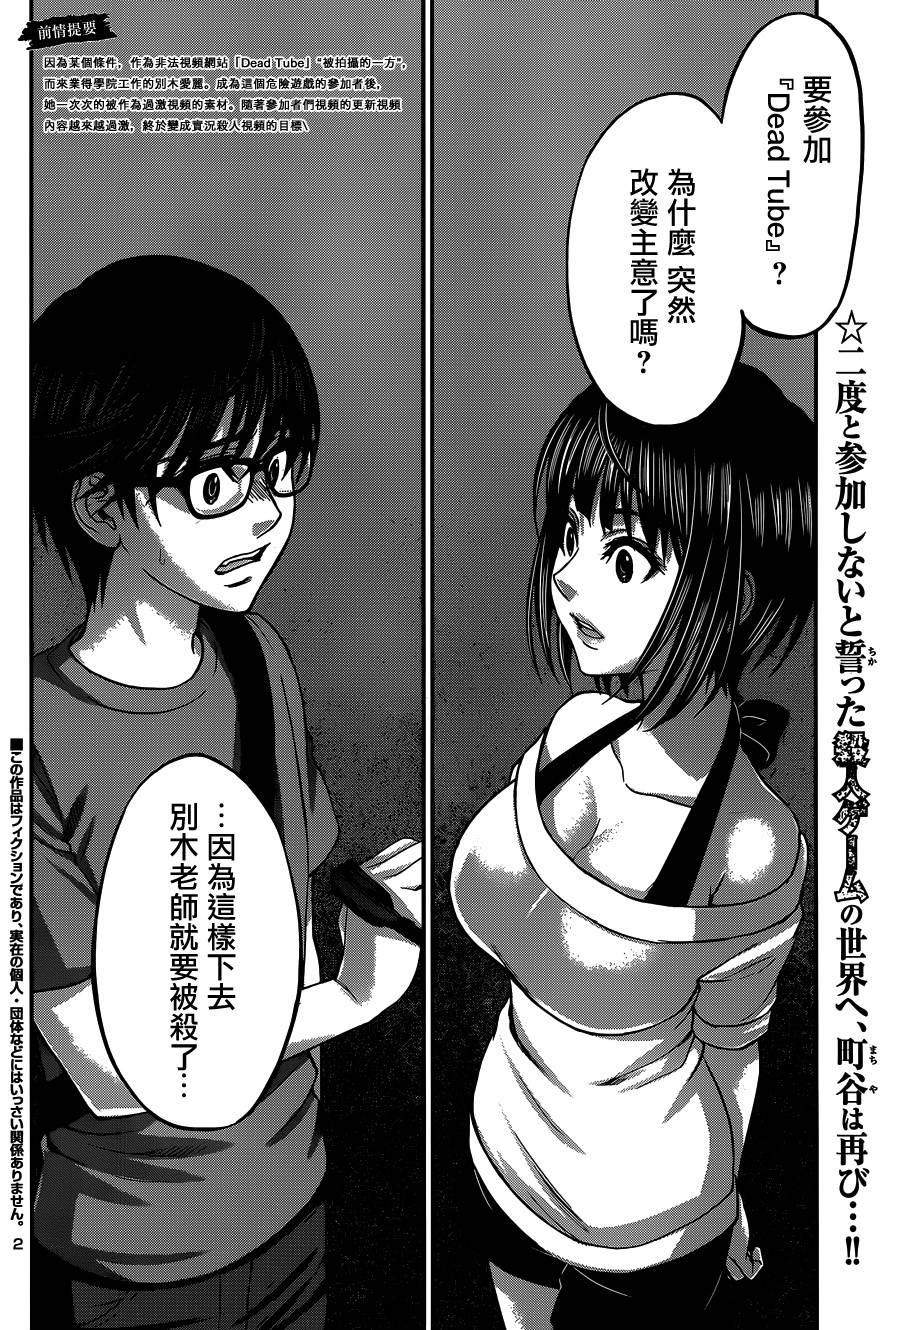 前情提要
因為某個條件，作為非法視頻網站「Dead Tube」“被拍攝的一方”，
而來業得學院工作的別木愛麗。成為這個危險遊戲的參加者後，
她一次次的被作為過激視頻的素材。隨著參加者們視頻的更新視頻
內容越來越過激，終於變成實況殺人視頻的目標\
☆二度と参加しないと誓った殺人ゲームの世界へ、町谷は再び…!!
ちか
まちや
要參加
『Dead Tube』?
為什麼 突然
改變主意了嗎?
…因為這樣下去
別木老師就要被殺了…
■この作品はフィクションであり、実在の個人・団体などにはいっさい関係ありません。
2